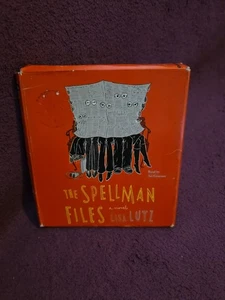 THE SPELLMAN
FILES a novel LISA LUTZ